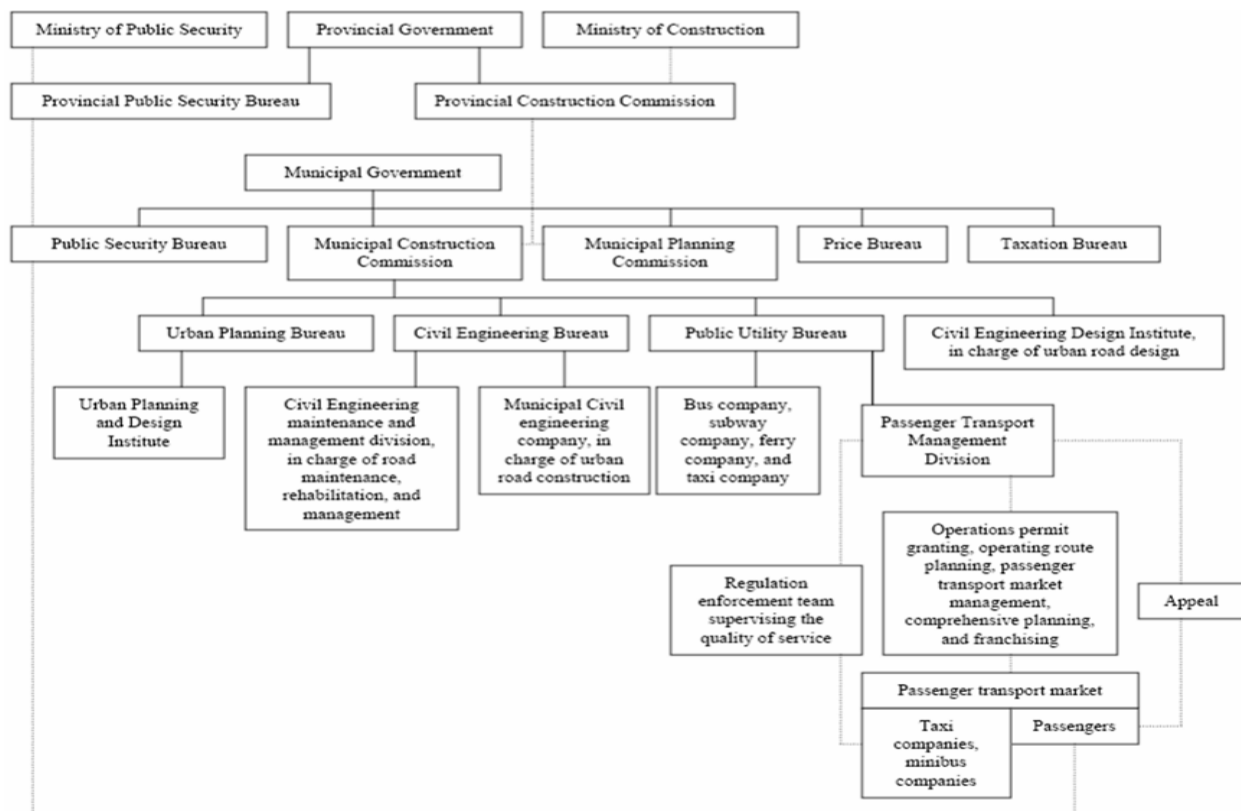 Ministry of Public Security
Provincial Government
Ministry of Construction
Provincial Public Security Bureau
Provincial Construction Commission
Municipal Government
Public Security Bureau
Municipal Construction
Commission
Municipal Planning
Commission
Price Bureau
Taxation Bureau
Urban Planning Bureau
Civil Engineering Bureau
Public Utility Bureau
Civil Engineering Design Institute,
in charge of urban road design
Urban Planning
and Design
Institute
Civil Engineering
maintenance and
management division,
in charge of road
maintenance,
rehabilitation, and
management
Municipal Civil
engineering
company, in
charge of urban
road construction
Bus company,
subway
company, ferry
company, and
taxi company
Passenger Transport
Management
Division
Regulation
enforcement team
supervising the
quality of service
Operations permit
granting, operating route
planning, passenger
transport market
management,
comprehensive planning,
and franchising
Appeal
Passenger transport market
Taxi
companies,
minibus
companies
Passengers